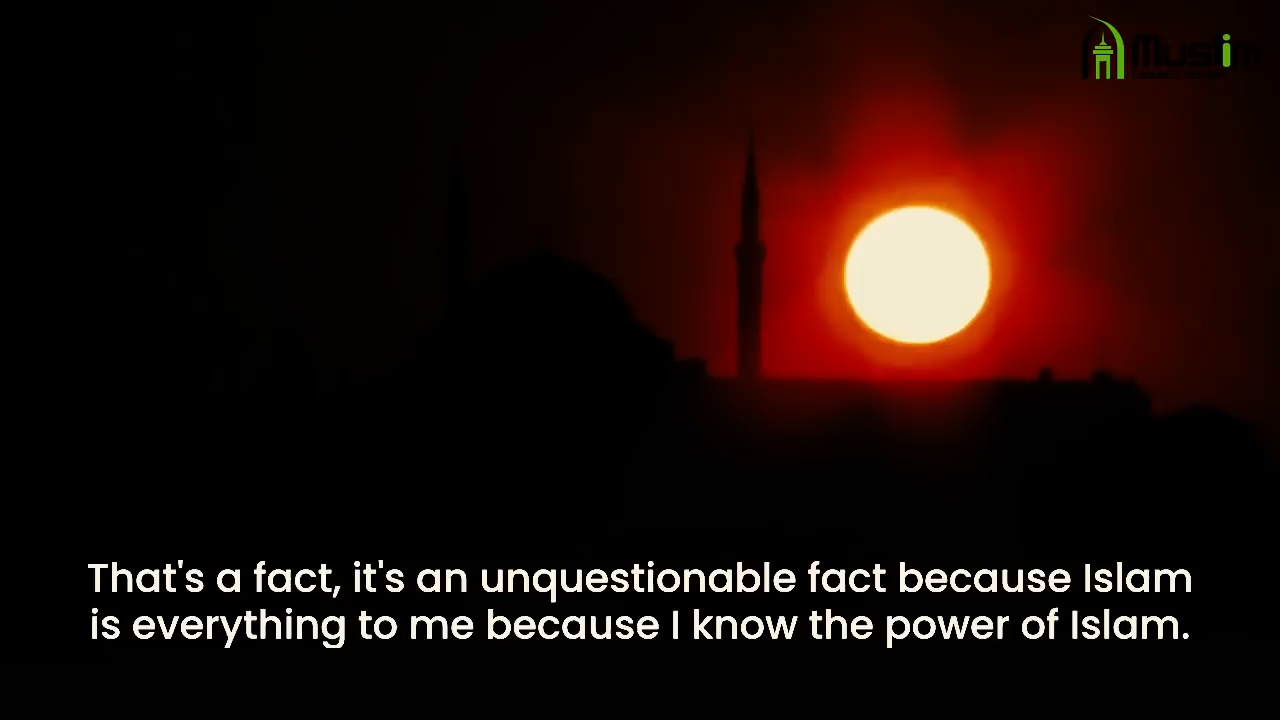 Muslim
That's a fact, it's an unquestionable fact because Islam
is everything to me because I know the power of Islam.